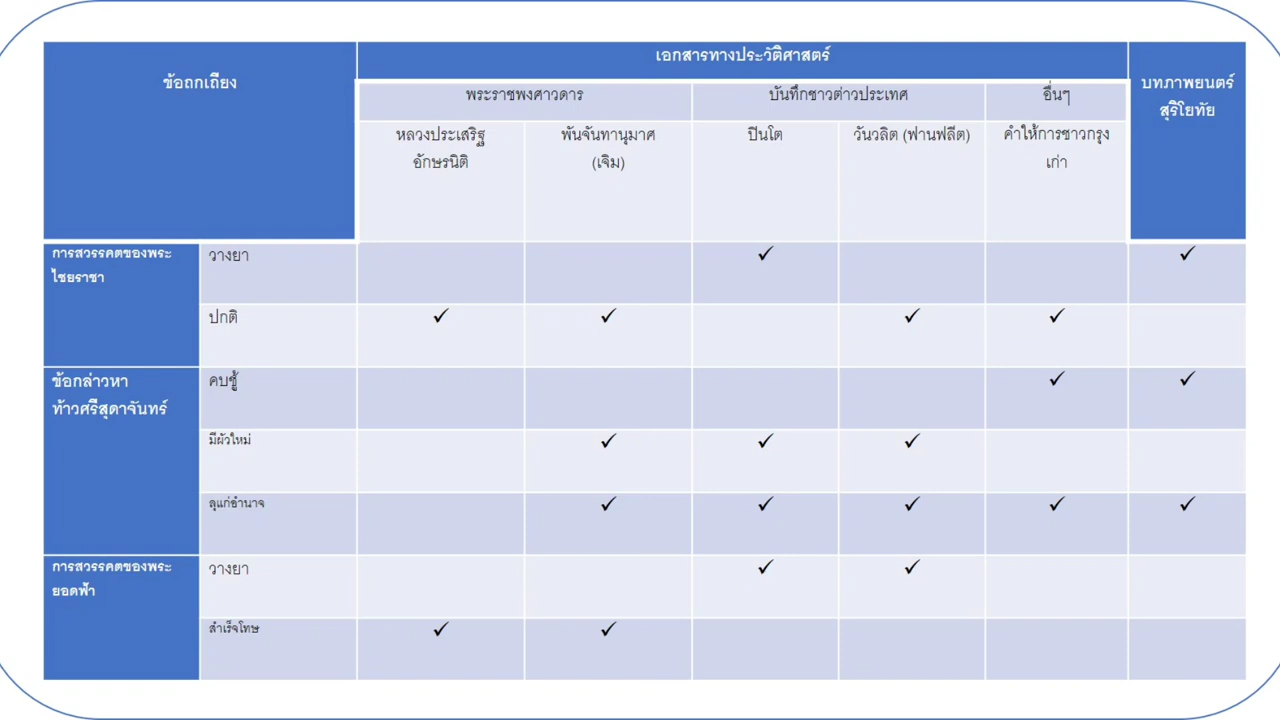 ข้อถกเถียง
เอกสารทางประวัติศาสตร์
บทภาพยนตร์
สุริโยทัย
พระราชพงศาวดาร
บันทึกชาวต่าวประเทศ
อื่นๆ
หลวงประเสริฐ
อักษรนิติ
พันจันทานุมาศ
(เจิม)
ปินโต
วันวลิต (ฟานฟลีต)
คำให้การชาวกรุง
เก่า
การสวรรคตของพระ
ไชยราชา
วางยา
✓
✓
ปกติ
✓
✓
✓
✓
ข้อกล่าวหา
ท้าวศรีสุดาจันทร์
คบชู้
✓
✓
มีผัวใหม่
✓
✓
✓
ลุแก่อำนาจ
✓
✓
✓
✓
✓
การสวรรคตของพระ
ยอดฟ้า
วางยา
✓
✓
สำเร็จโทษ
✓
✓